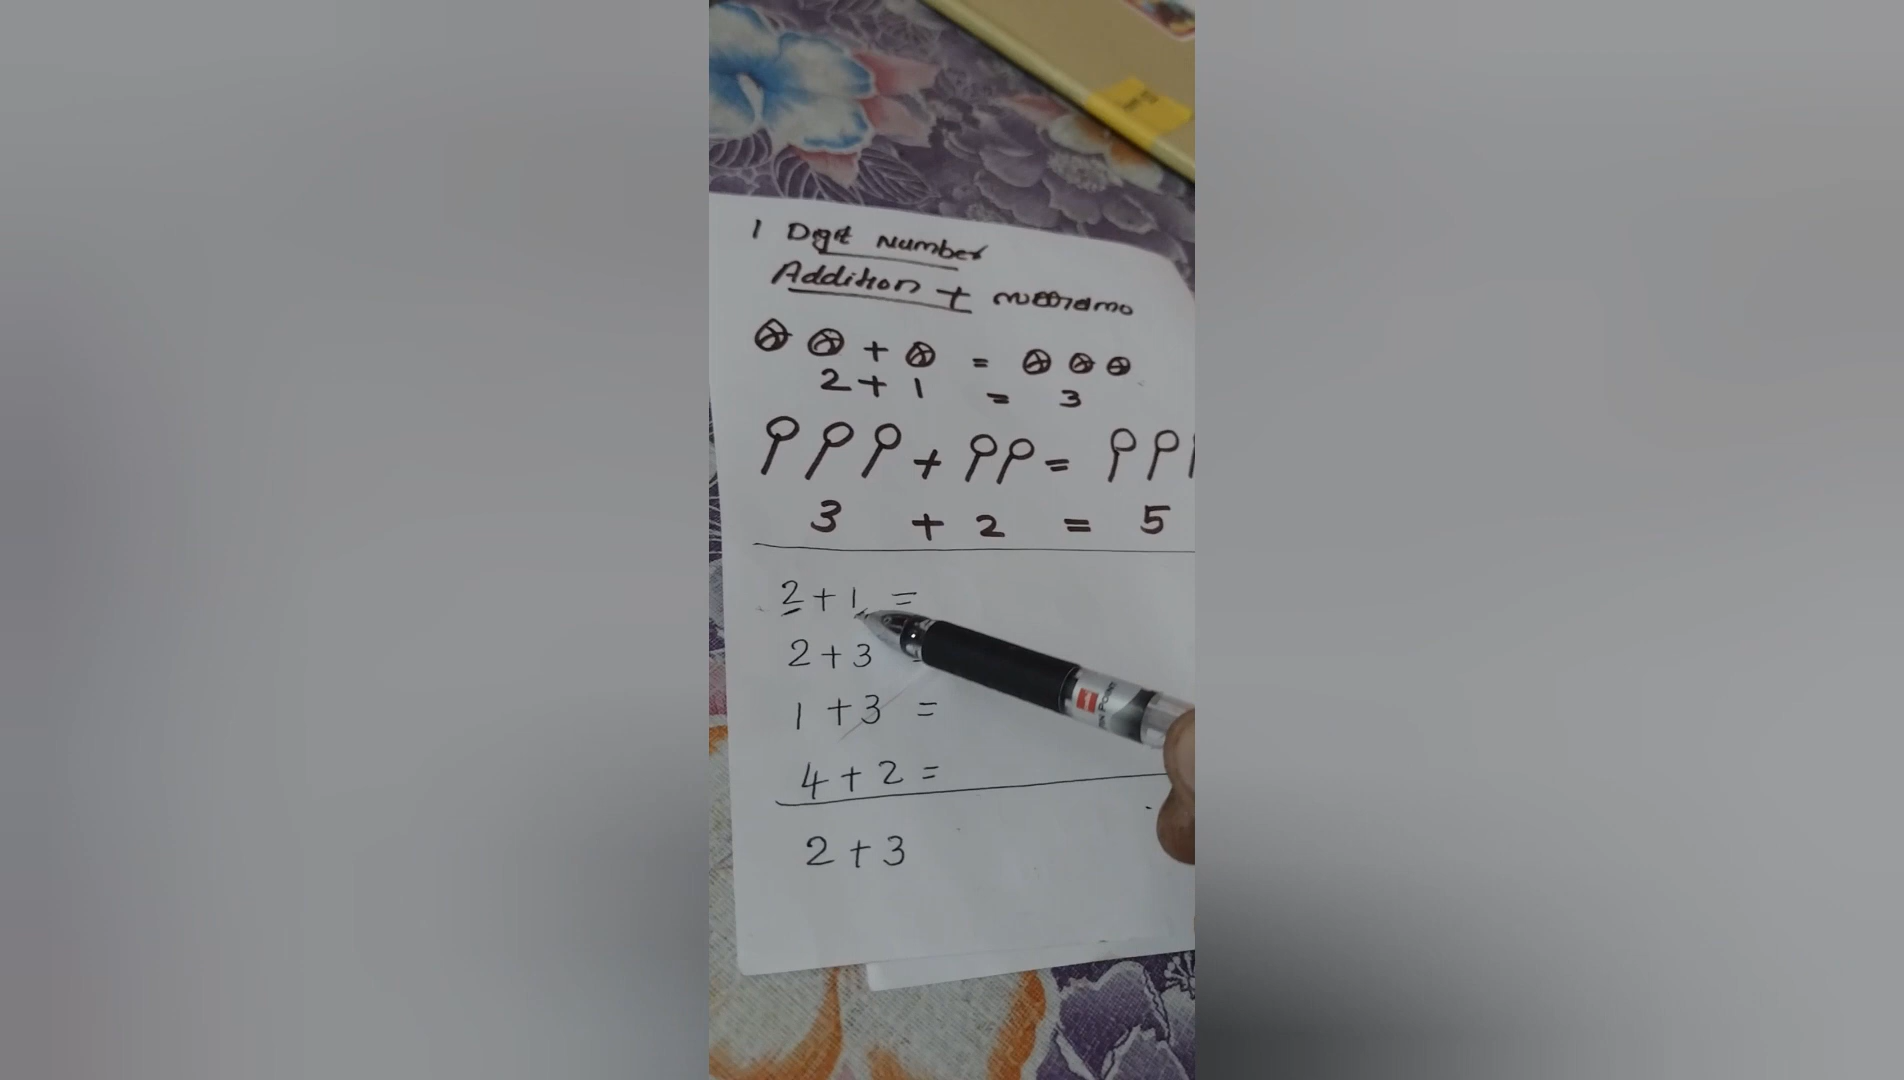 1 Digit Number
Addition +
2 + 1 = 3
3 + 2 = 5
2 + 1 =
2 + 3 =
1 + 3 =
4 + 2 =
2 + 3